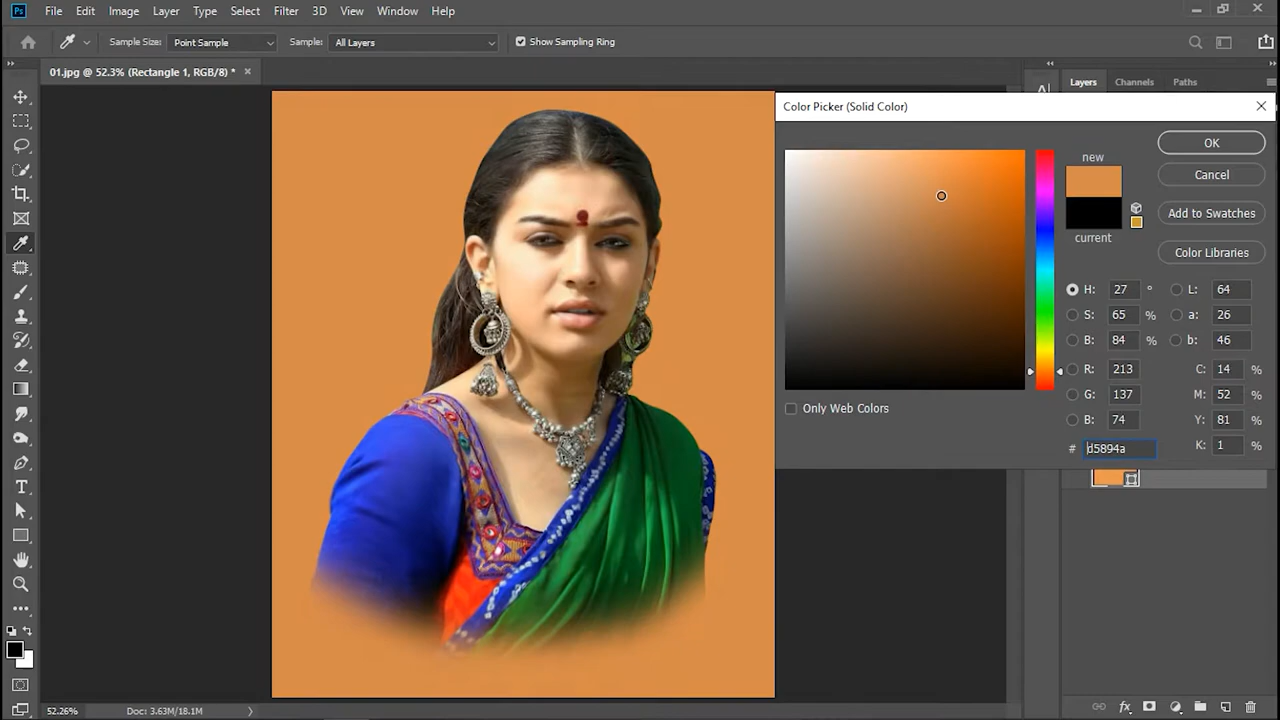 Ps File Edit Image Layer Type Select Filter 3D View Window Help
Sample Size: Point Sample Sample: All Layers Show Sampling Ring
01.jpg @ 52.3% (Rectangle 1, RGB/8) *
Layers Channels Paths
Color Picker (Solid Color)
new
current
OK
Cancel
Add to Swatches
Color Libraries
H: 27 ° L: 64
S: 65 % a: 26
B: 84 % b: 46
R: 213 C: 14 %
G: 137 M: 52 %
B: 74 Y: 81 %
# d5894a K: 1 %
Only Web Colors
52.26% Doc: 3.63M/18.1M